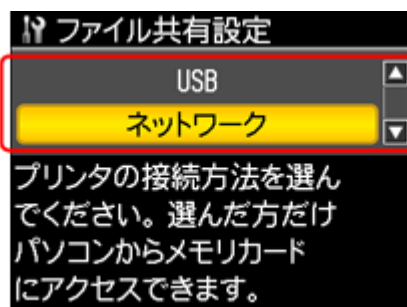 ファイル共有設定
USB
ネットワーク
プリンタの接続方法を選ん
でください。選んだ方だけ
パソコンからメモリカード
にアクセスできます。